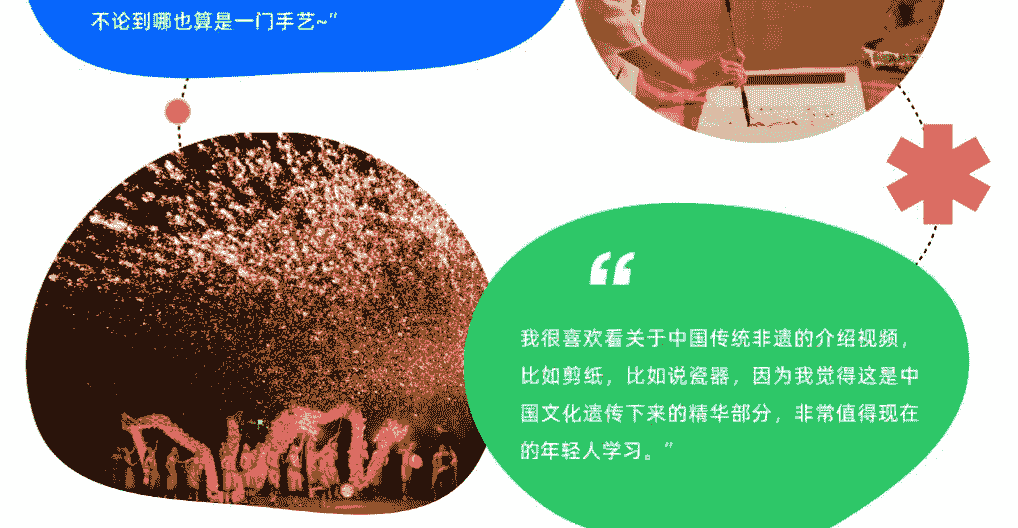 不论到哪也算是一门手艺~”
“
我很喜欢看关于中国传统非遗的介绍视频，
比如剪纸，比如说瓷器，因为我觉得这是中
国文化遗传下来的精华部分，非常值得现在
的年轻人学习。”